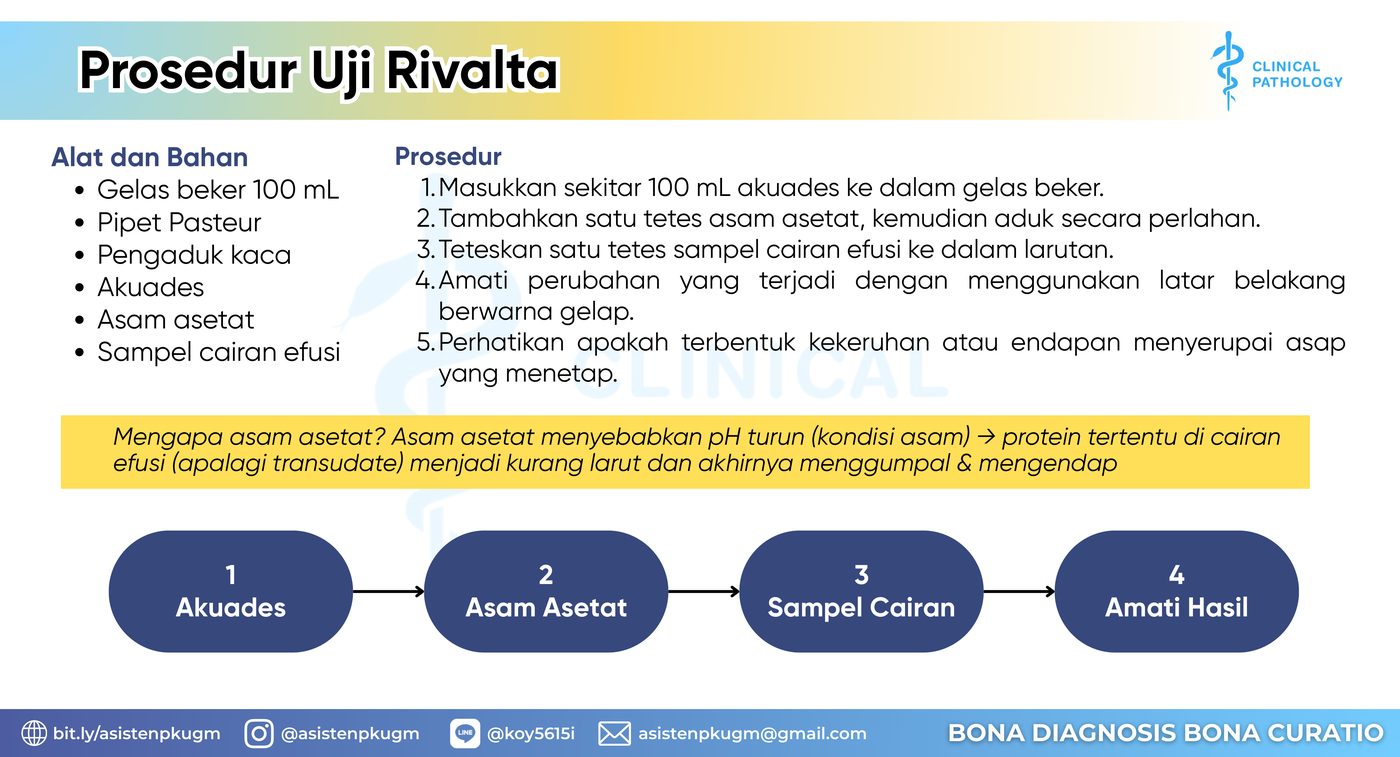 Prosedur Uji Rivalta
CLINICAL
PATHOLOGY
Alat dan Bahan
• Gelas beker 100 mL
• Pipet Pasteur
• Pengaduk kaca
• Akuades
• Asam asetat
• Sampel cairan efusi
Prosedur
1. Masukkan sekitar 100 mL akuades ke dalam gelas beker.
2. Tambahkan satu tetes asam asetat, kemudian aduk secara perlahan.
3. Teteskan satu tetes sampel cairan efusi ke dalam larutan.
4. Amati perubahan yang terjadi dengan menggunakan latar belakang
berwarna gelap.
5. Perhatikan apakah terbentuk kekeruhan atau endapan menyerupai asap
yang menetap.
CLINICAL
Mengapa asam asetat? Asam asetat menyebabkan pH turun (kondisi asam) → protein tertentu di cairan
efusi (apalagi transudate) menjadi kurang larut dan akhirnya menggumpal & mengendap
1
Akuades
2
Asam Asetat
3
Sampel Cairan
4
Amati Hasil
bit.ly/asistenpkugm
@asistenpkugm
LINE
@koy5615i
asistenpkugm@gmail.com
BONA DIAGNOSIS BONA CURATIO